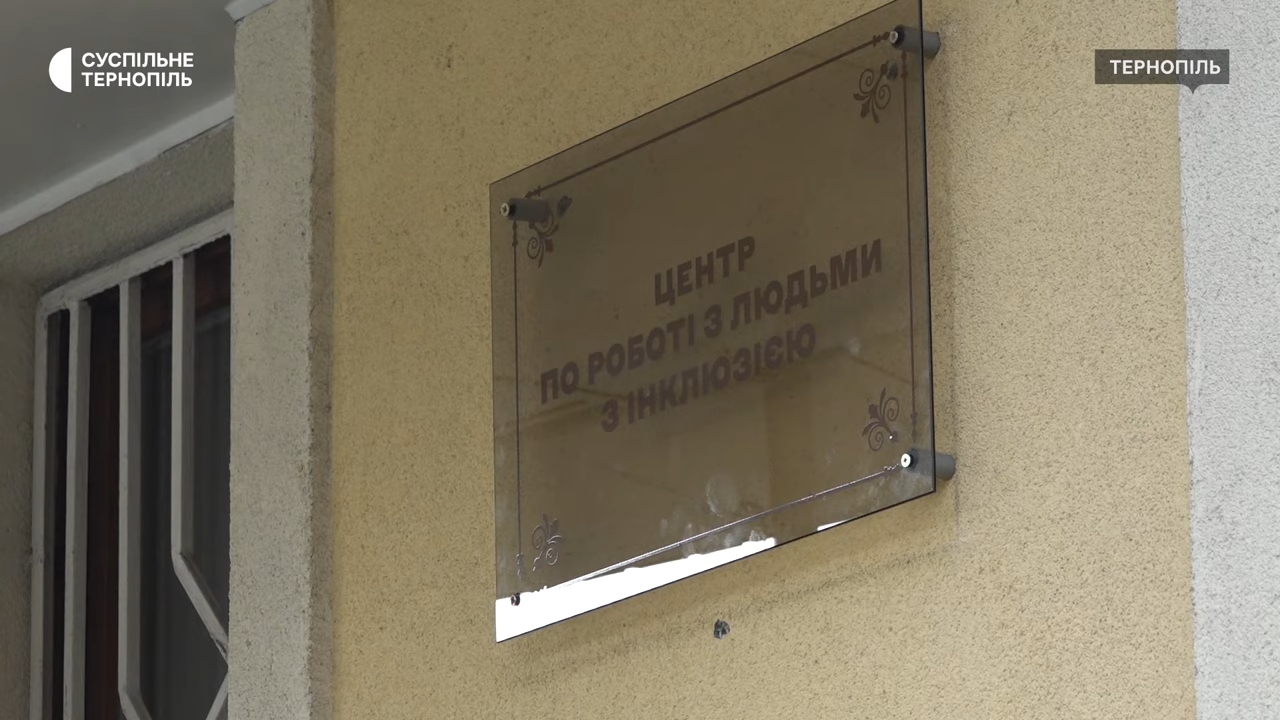 СУСПІЛЬНЕ
ТЕРНОПІЛЬ
ТЕРНОПІЛЬ
ЦЕНТР
ПО РОБОТІ З ЛЮДЬМИ
З ІНКЛЮЗІЄЮ